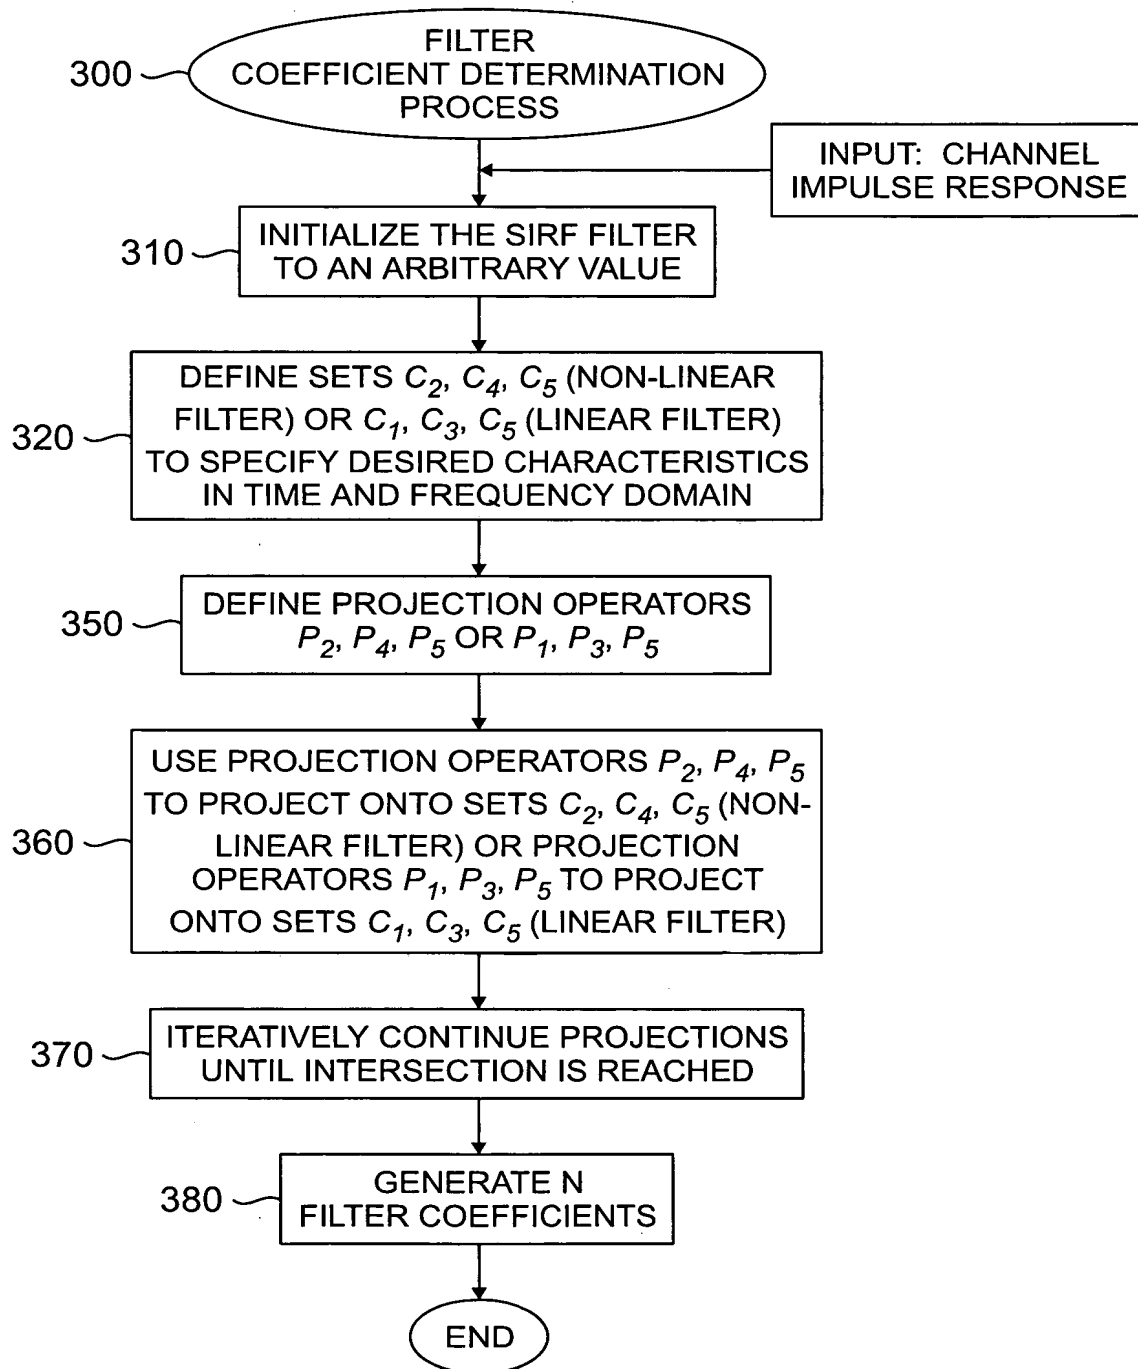 300
FILTER
COEFFICIENT DETERMINATION
PROCESS
INPUT: CHANNEL
IMPULSE RESPONSE
310
INITIALIZE THE SIRF FILTER
TO AN ARBITRARY VALUE
320
DEFINE SETS C2, C4, C5 (NON-LINEAR
FILTER) OR C1, C3, C5 (LINEAR FILTER)
TO SPECIFY DESIRED CHARACTERISTICS
IN TIME AND FREQUENCY DOMAIN
350
DEFINE PROJECTION OPERATORS
P2, P4, P5 OR P1, P3, P5
360
USE PROJECTION OPERATORS P2, P4, P5
TO PROJECT ONTO SETS C2, C4, C5 (NON-
LINEAR FILTER) OR PROJECTION
OPERATORS P1, P3, P5 TO PROJECT
ONTO SETS C1, C3, C5 (LINEAR FILTER)
370
ITERATIVELY CONTINUE PROJECTIONS
UNTIL INTERSECTION IS REACHED
380
GENERATE N
FILTER COEFFICIENTS
END